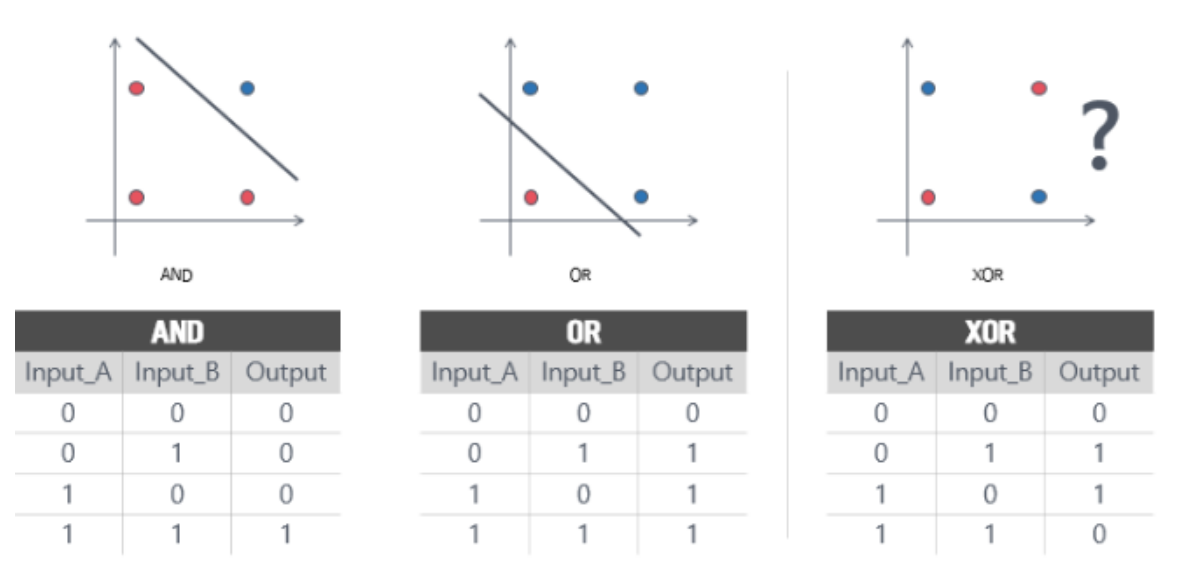 ?
AND
OR
XOR
AND
Input_A Input_B Output
0 0 0
0 1 0
1 0 0
1 1 1
OR
Input_A Input_B Output
0 0 0
0 1 1
1 0 1
1 1 1
XOR
Input_A Input_B Output
0 0 0
0 1 1
1 0 1
1 1 0